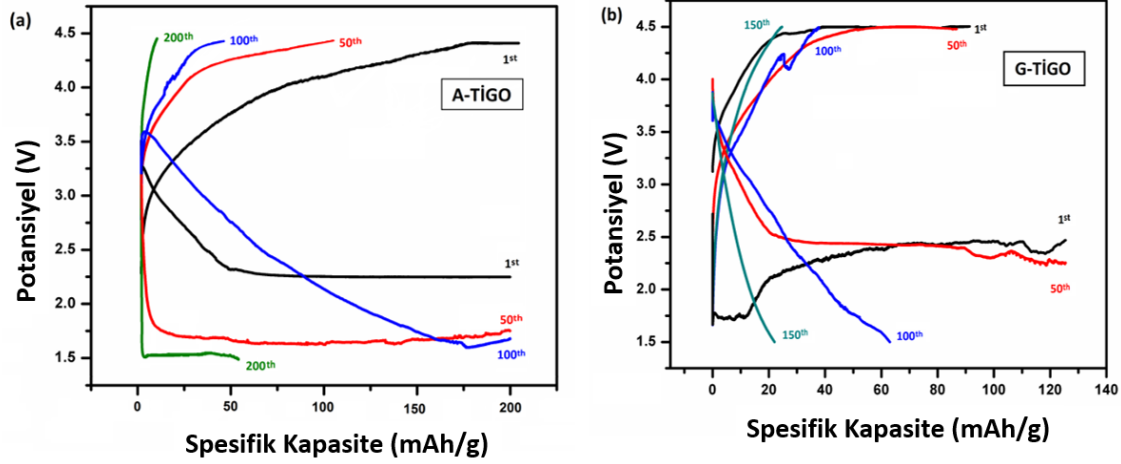 (a)
4.5
4.0
3.5
3.0
2.5
2.0
1.5
Potansiyel (V)
200th
100th
50th
1st
A-TİGO
1st
50th
100th
200th
0
50
100
150
200
Spesifik Kapasite (mAh/g)
(b)
4.5
4.0
3.5
3.0
2.5
2.0
1.5
Potansiyel (V)
150th
100th
1st
50th
G-TİGO
1st
50th
150th
100th
0
20
40
60
80
100
120
140
Spesifik Kapasite (mAh/g)